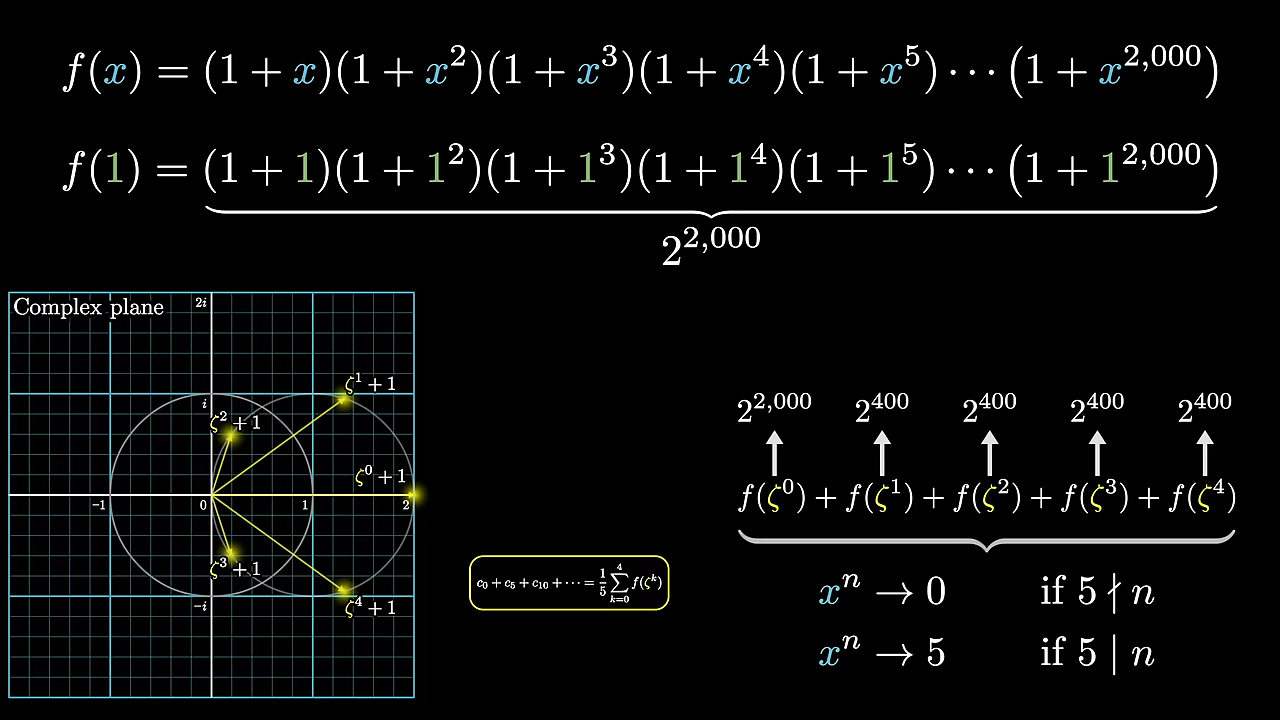 f(x) = (1 + x)(1 + x²)(1 + x³)(1 + x⁴)(1 + x⁵) ⋯ (1 + x^{2,000})
f(1) = (1 + 1)(1 + 1²)(1 + 1³)(1 + 1⁴)(1 + 1⁵) ⋯ (1 + 1^{2,000})
2^{2,000}
Complex plane
2i
ζ¹ + 1
i
ζ² + 1
ζ⁰ + 1
−1 0 1 2
ζ³ + 1
−i
ζ⁴ + 1
c₀ + c₅ + c₁₀ + ⋯ = \frac{1}{5} \sum_{k=0}^{4} f(ζ^k)
2^{2,000} 2^{400} 2^{400} 2^{400} 2^{400}
f(ζ⁰) + f(ζ¹) + f(ζ²) + f(ζ³) + f(ζ⁴)
xⁿ → 0 if 5 ∤ n
xⁿ → 5 if 5 | n